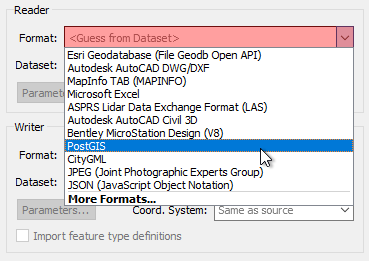 Reader
Format: <Guess from Dataset>
Esri Geodatabase (File Geodb Open API)
Dataset: Autodesk AutoCAD DWG/DXF
MapInfo TAB (MAPINFO)
Microsoft Excel
ASPRS Lidar Data Exchange Format (LAS)
Autodesk AutoCAD Civil 3D
Writer
Bentley MicroStation Design (V8)
PostGIS
Format:
CityGML
JPEG (Joint Photographic Experts Group)
Dataset: JSON (JavaScript Object Notation)
More Formats...
Parameters... Coord. System: Same as source
Import feature type definitions